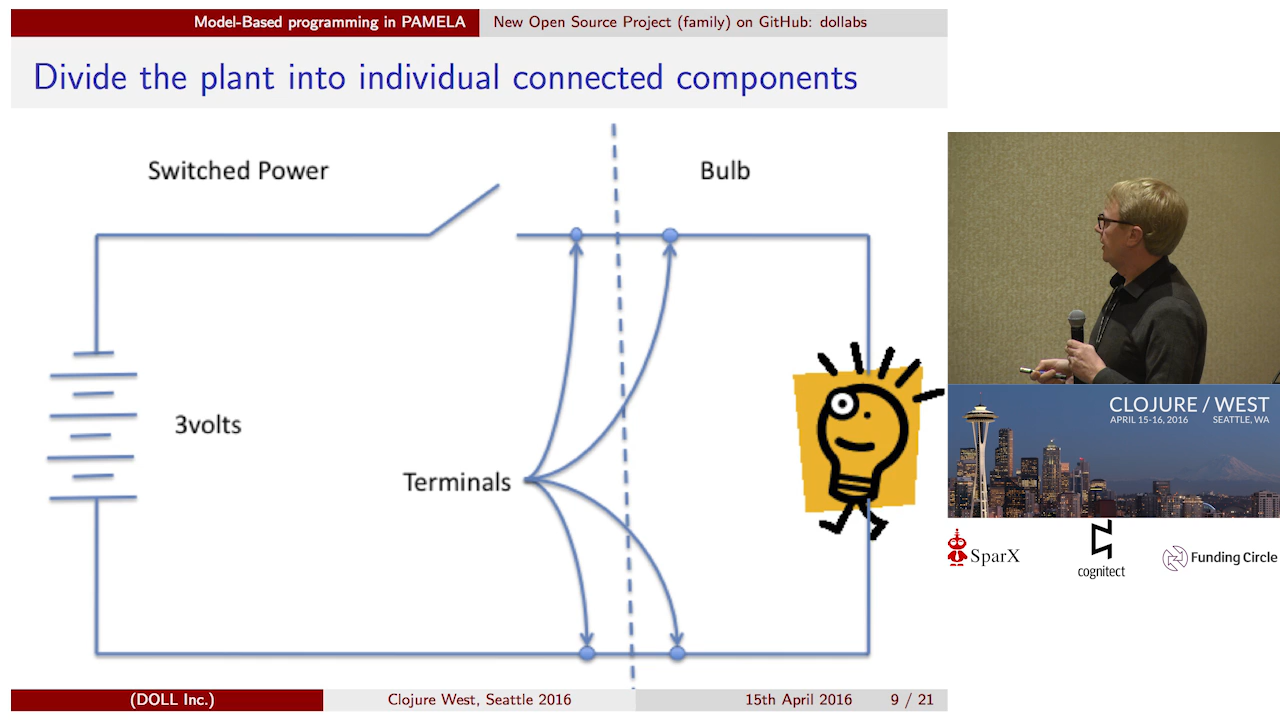 Model-Based programming in PAMELA
New Open Source Project (family) on GitHub: dollabs
Divide the plant into individual connected components
Switched Power
Bulb
3volts
Terminals
(DOLL Inc.)
Clojure West, Seattle 2016
15th April 2016
9 / 21
CLOJURE / WEST
APRIL 15-16, 2016
SEATTLE, WA
SparX
cognitect
Funding Circle